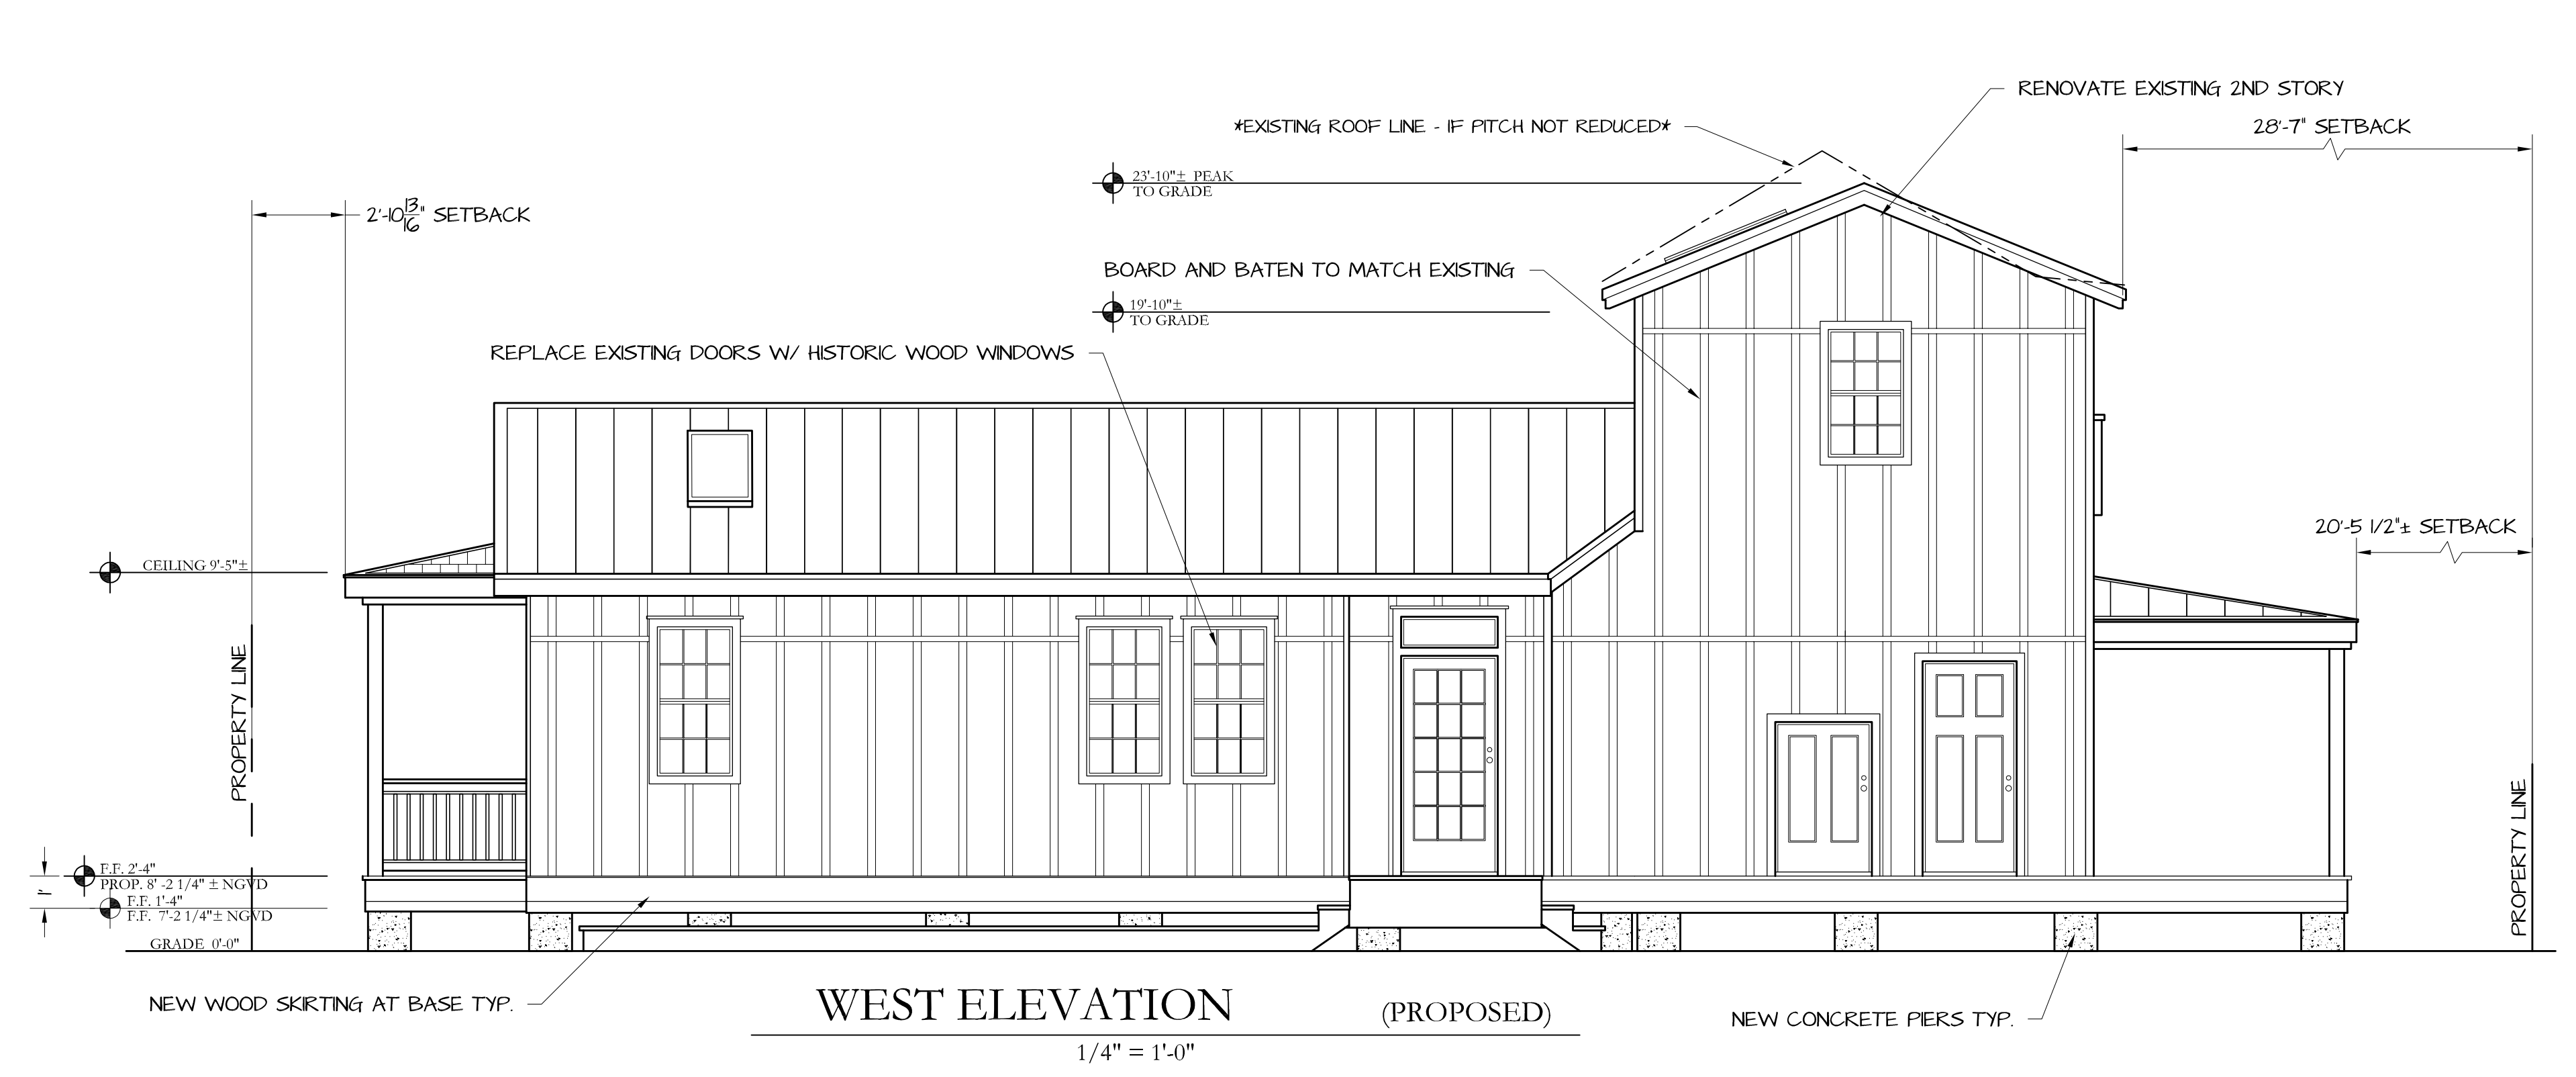 RENOVATE EXISTING 2ND STORY
*EXISTING ROOF LINE - IF PITCH NOT REDUCED*
28'-7" SETBACK
23'-10"± PEAK
TO GRADE
2'-10 13/16" SETBACK
BOARD AND BATEN TO MATCH EXISTING
19'-10"±
TO GRADE
REPLACE EXISTING DOORS W/ HISTORIC WOOD WINDOWS
20'-5 1/2"± SETBACK
CEILING 9'-5"±
PROPERTY LINE
PROPERTY LINE
1'
F.F. 2'-4"
PROP. 8' -2 1/4" ± NGVD
F.F. 1'-4"
F.F. 7'-2 1/4"± NGVD
GRADE 0'-0"
NEW WOOD SKIRTING AT BASE TYP.
WEST ELEVATION (PROPOSED)
NEW CONCRETE PIERS TYP.
1/4" = 1'-0"